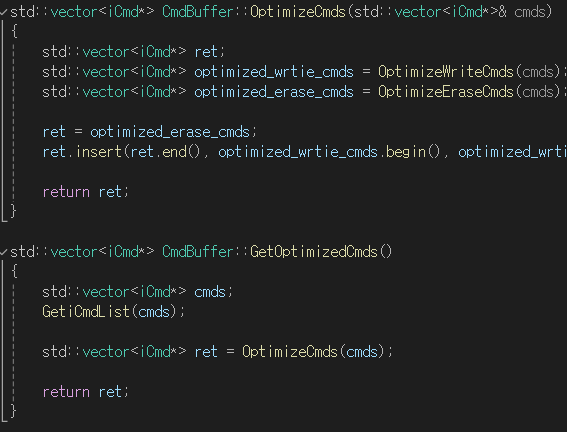 std::vector<iCmd*> CmdBuffer::OptimizeCmds(std::vector<iCmd*>& cmds)
{
    std::vector<iCmd*> ret;
    std::vector<iCmd*> optimized_wrtie_cmds = OptimizeWriteCmds(cmds);
    std::vector<iCmd*> optimized_erase_cmds = OptimizeEraseCmds(cmds);

    ret = optimized_erase_cmds;
    ret.insert(ret.end(), optimized_wrtie_cmds.begin(), optimized_wrti

    return ret;
}

std::vector<iCmd*> CmdBuffer::GetOptimizedCmds()
{
    std::vector<iCmd*> cmds;
    GetiCmdList(cmds);

    std::vector<iCmd*> ret = OptimizeCmds(cmds);

    return ret;
}